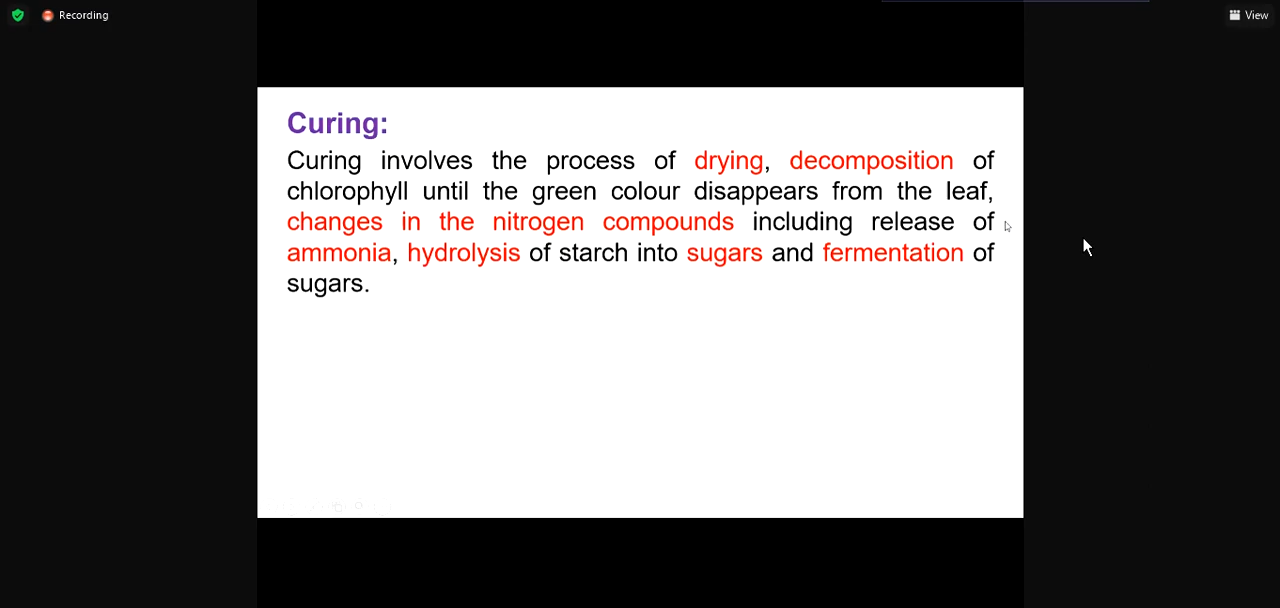 Recording
View
Curing:
Curing involves the process of drying, decomposition of
chlorophyll until the green colour disappears from the leaf,
changes in the nitrogen compounds including release of
ammonia, hydrolysis of starch into sugars and fermentation of
sugars.